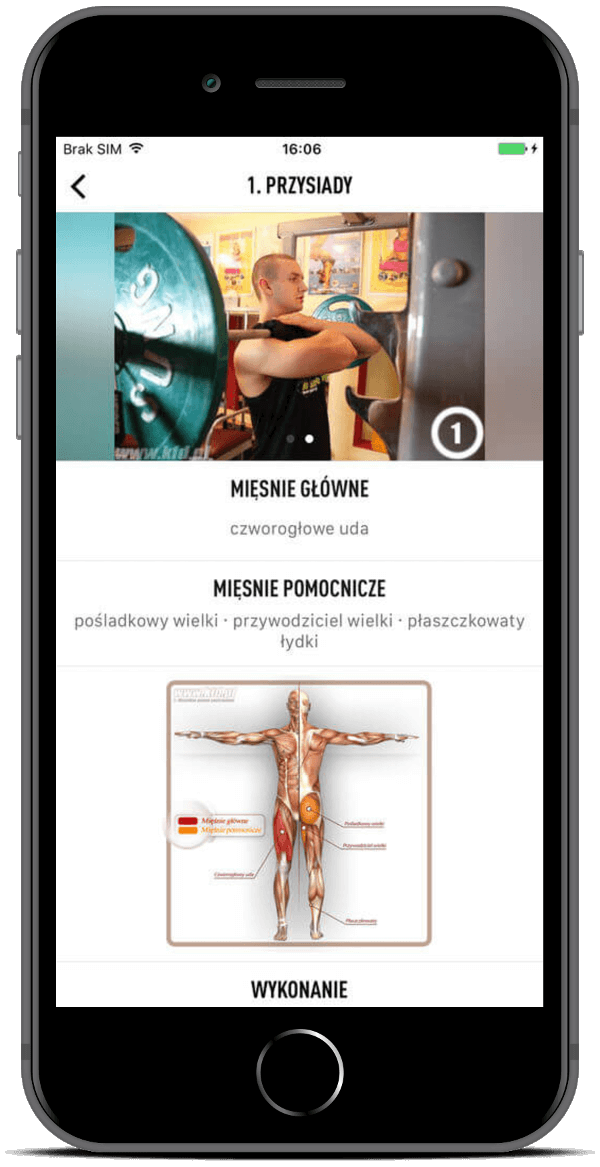 Brak SIM 16:06
1. PRZYSIADY
www.kfd.pl
1
MIĘSNIE GŁÓWNE
czworogłowe uda
MIĘSNIE POMOCNICZE
pośladkowy wielki · przywodziciel wielki · płaszczkowaty
łydki
www.kfd.pl
Mięśnie główne
Mięśnie pomocnicze
Pośladkowy wielki
Przywodziciel wielki
Czworogłowy uda
WYKONANIE